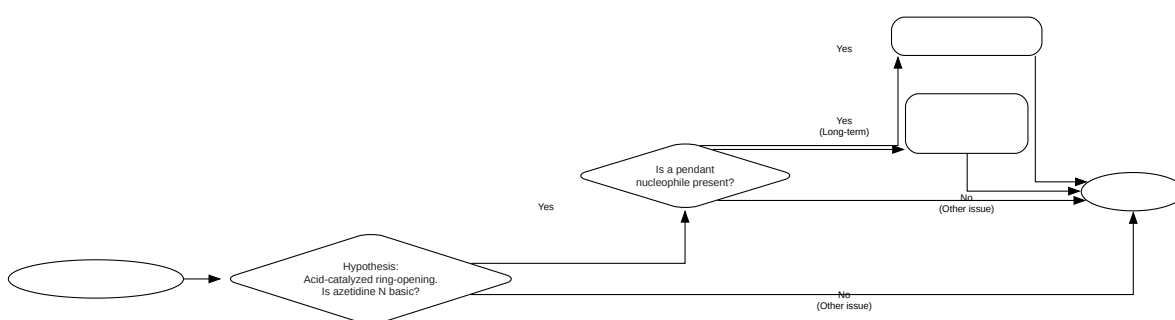 Yes
Yes
(Long-term)
Is a pendant
nucleophile present?
No
(Other issue)
Yes
Hypothesis:
Acid-catalyzed ring-opening.
Is azetidine N basic?
No
(Other issue)